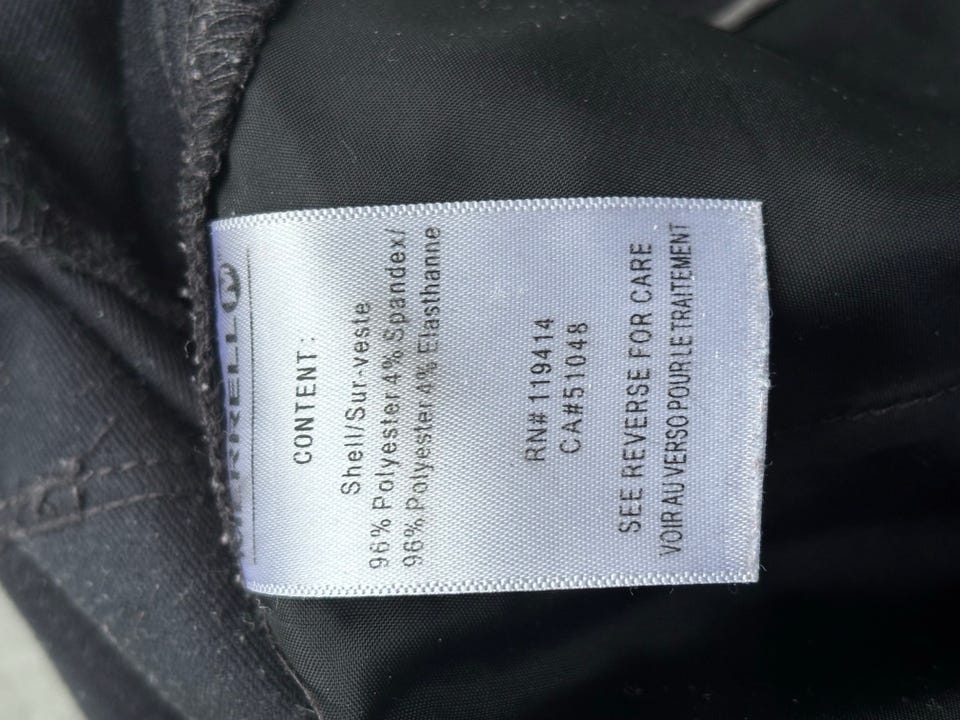 MERRELL
CONTENT:
Shell/Sur-veste
96% Polyester 4% Spandex/
96% Polyester 4% Elasthanne
RN# 119414
CA#51048
SEE REVERSE FOR CARE
VOIR AU VERSO POUR LE TRAITEMENT